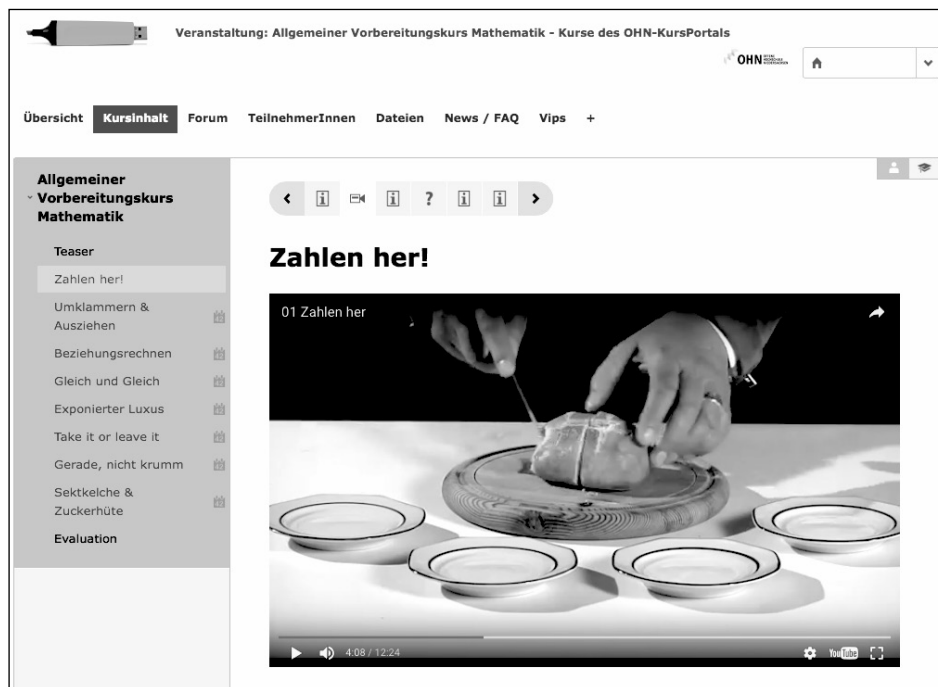 Veranstaltung: Allgemeiner Vorbereitungskurs Mathematik - Kurse des OHN-KursPortals
OHN
Übersicht Kursinhalt Forum TeilnehmerInnen Dateien News / FAQ Vips +
Allgemeiner
Vorbereitungskurs
Mathematik
Teaser
Zahlen her!
Umklammern &
Ausziehen
Beziehungsrechnen
Gleich und Gleich
Exponierter Luxus
Take it or leave it
Gerade, nicht krumm
Sektkelche &
Zuckerhüte
Evaluation
Zahlen her!
01 Zahlen her
4:08 / 12:24
YouTube